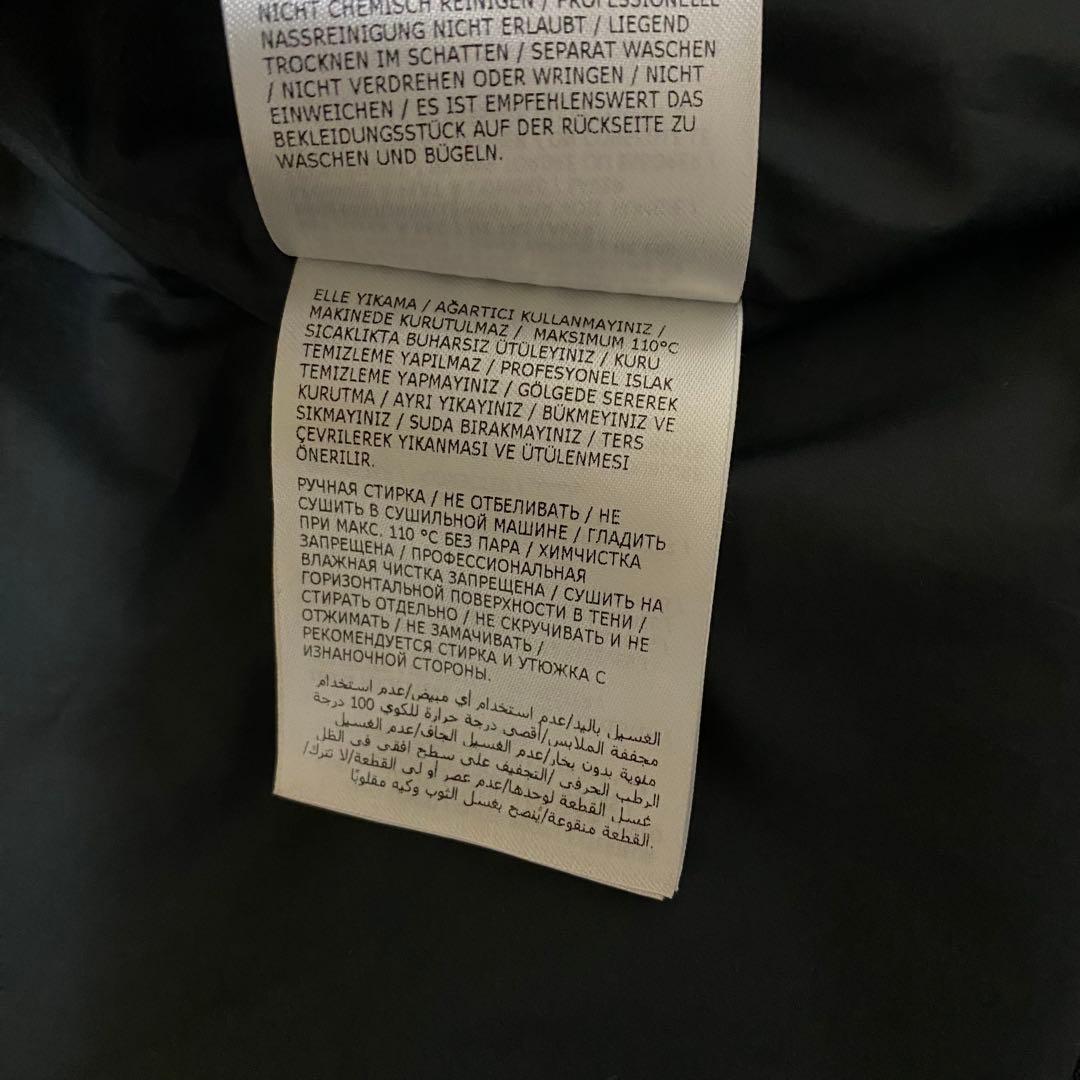 NICHT CHEMISCH REINIGEN / PROFESSIONELLE
NASSREINIGUNG NICHT ERLAUBT / LIEGEND
TROCKNEN IM SCHATTEN / SEPARAT WASCHEN
/ NICHT VERDREHEN ODER WRINGEN / NICHT
EINWEICHEN / ES IST EMPFEHLENSWERT DAS
BEKLEIDUNGSSTÜCK AUF DER RÜCKSEITE ZU
WASCHEN UND BÜGELN.
ELLE YIKAMA / AĞARTICI KULLANMAYINIZ /
MAKINEDE KURUTULMAZ / MAKSIMUM 110°C
SICAKLIKTA BUHARSIZ ÜTÜLEYINIZ / KURU
TEMIZLEME YAPILMAZ / PROFESYONEL ISLAK
TEMIZLEME YAPMAYINIZ / GÖLGEDE SEREREK
KURUTMA / AYRI YIKAYINIZ / BÜKMEYINIZ VE
SIKMAYINIZ / SUDA BIRAKMAYINIZ / TERS
ÇEVRILEREK YIKANMASI VE ÜTÜLENMESI
ÖNERILIR.
РУЧНАЯ СТИРКА / НЕ ОТБЕЛИВАТЬ / НЕ
СУШИТЬ В СУШИЛЬНОЙ МАШИНЕ / ГЛАДИТЬ
ПРИ МАКС. 110 °C БЕЗ ПАРА / ХИМЧИСТКА
ЗАПРЕЩЕНА / ПРОФЕССИОНАЛЬНАЯ
ВЛАЖНАЯ ЧИСТКА ЗАПРЕЩЕНА / СУШИТЬ НА
ГОРИЗОНТАЛЬНОЙ ПОВЕРХНОСТИ В ТЕНИ /
СТИРАТЬ ОТДЕЛЬНО / НЕ СКРУЧИВАТЬ И НЕ
ОТЖИМАТЬ / НЕ ЗАМАЧИВАТЬ /
РЕКОМЕНДУЕТСЯ СТИРКА И УТЮЖКА С
ИЗНАНОЧНОЙ СТОРОНЫ.
الغسيل باليد/عدم استخدام أي مبيض/عدم استخدام
مجففة الملابس/أقصى درجة حرارة للكوي 100 درجة
مئوية بدون بخار/عدم الغسيل الجاف/عدم الغسيل
الرطب الحرفي/التجفيف على سطح افقي في الظل
غسل القطعة لوحدها/عدم عصر أو لي القطعة/لا تترك/
القطعة منقوعة/يُنصح بغسل الثوب وكيه مقلوبًا.